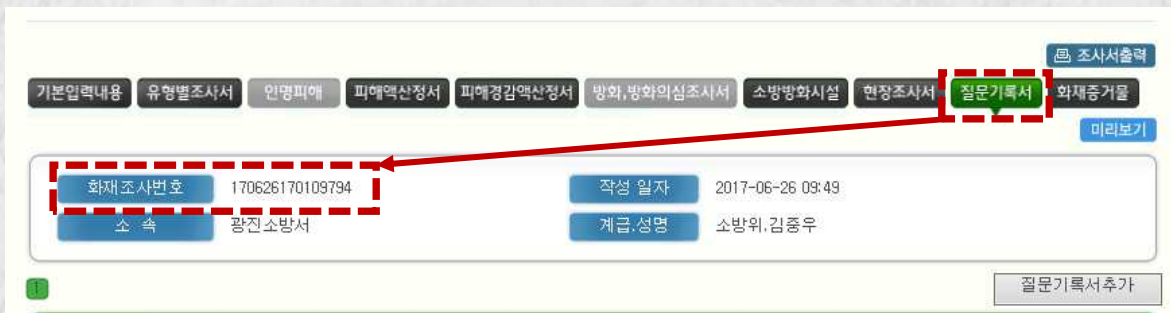 조사서출력
기본입력내용 유형별조사서 인명피해 피해액산정서 피해경감액산정서 방화,방화의심조사서 소방방화시설 현장조사서 질문기록서 화재증거물
미리보기
화재조사번호 170626170109794 작성 일자 2017-06-26 09:49
소 속 광진소방서 계급,성명 소방위,김중우
1 질문기록서추가